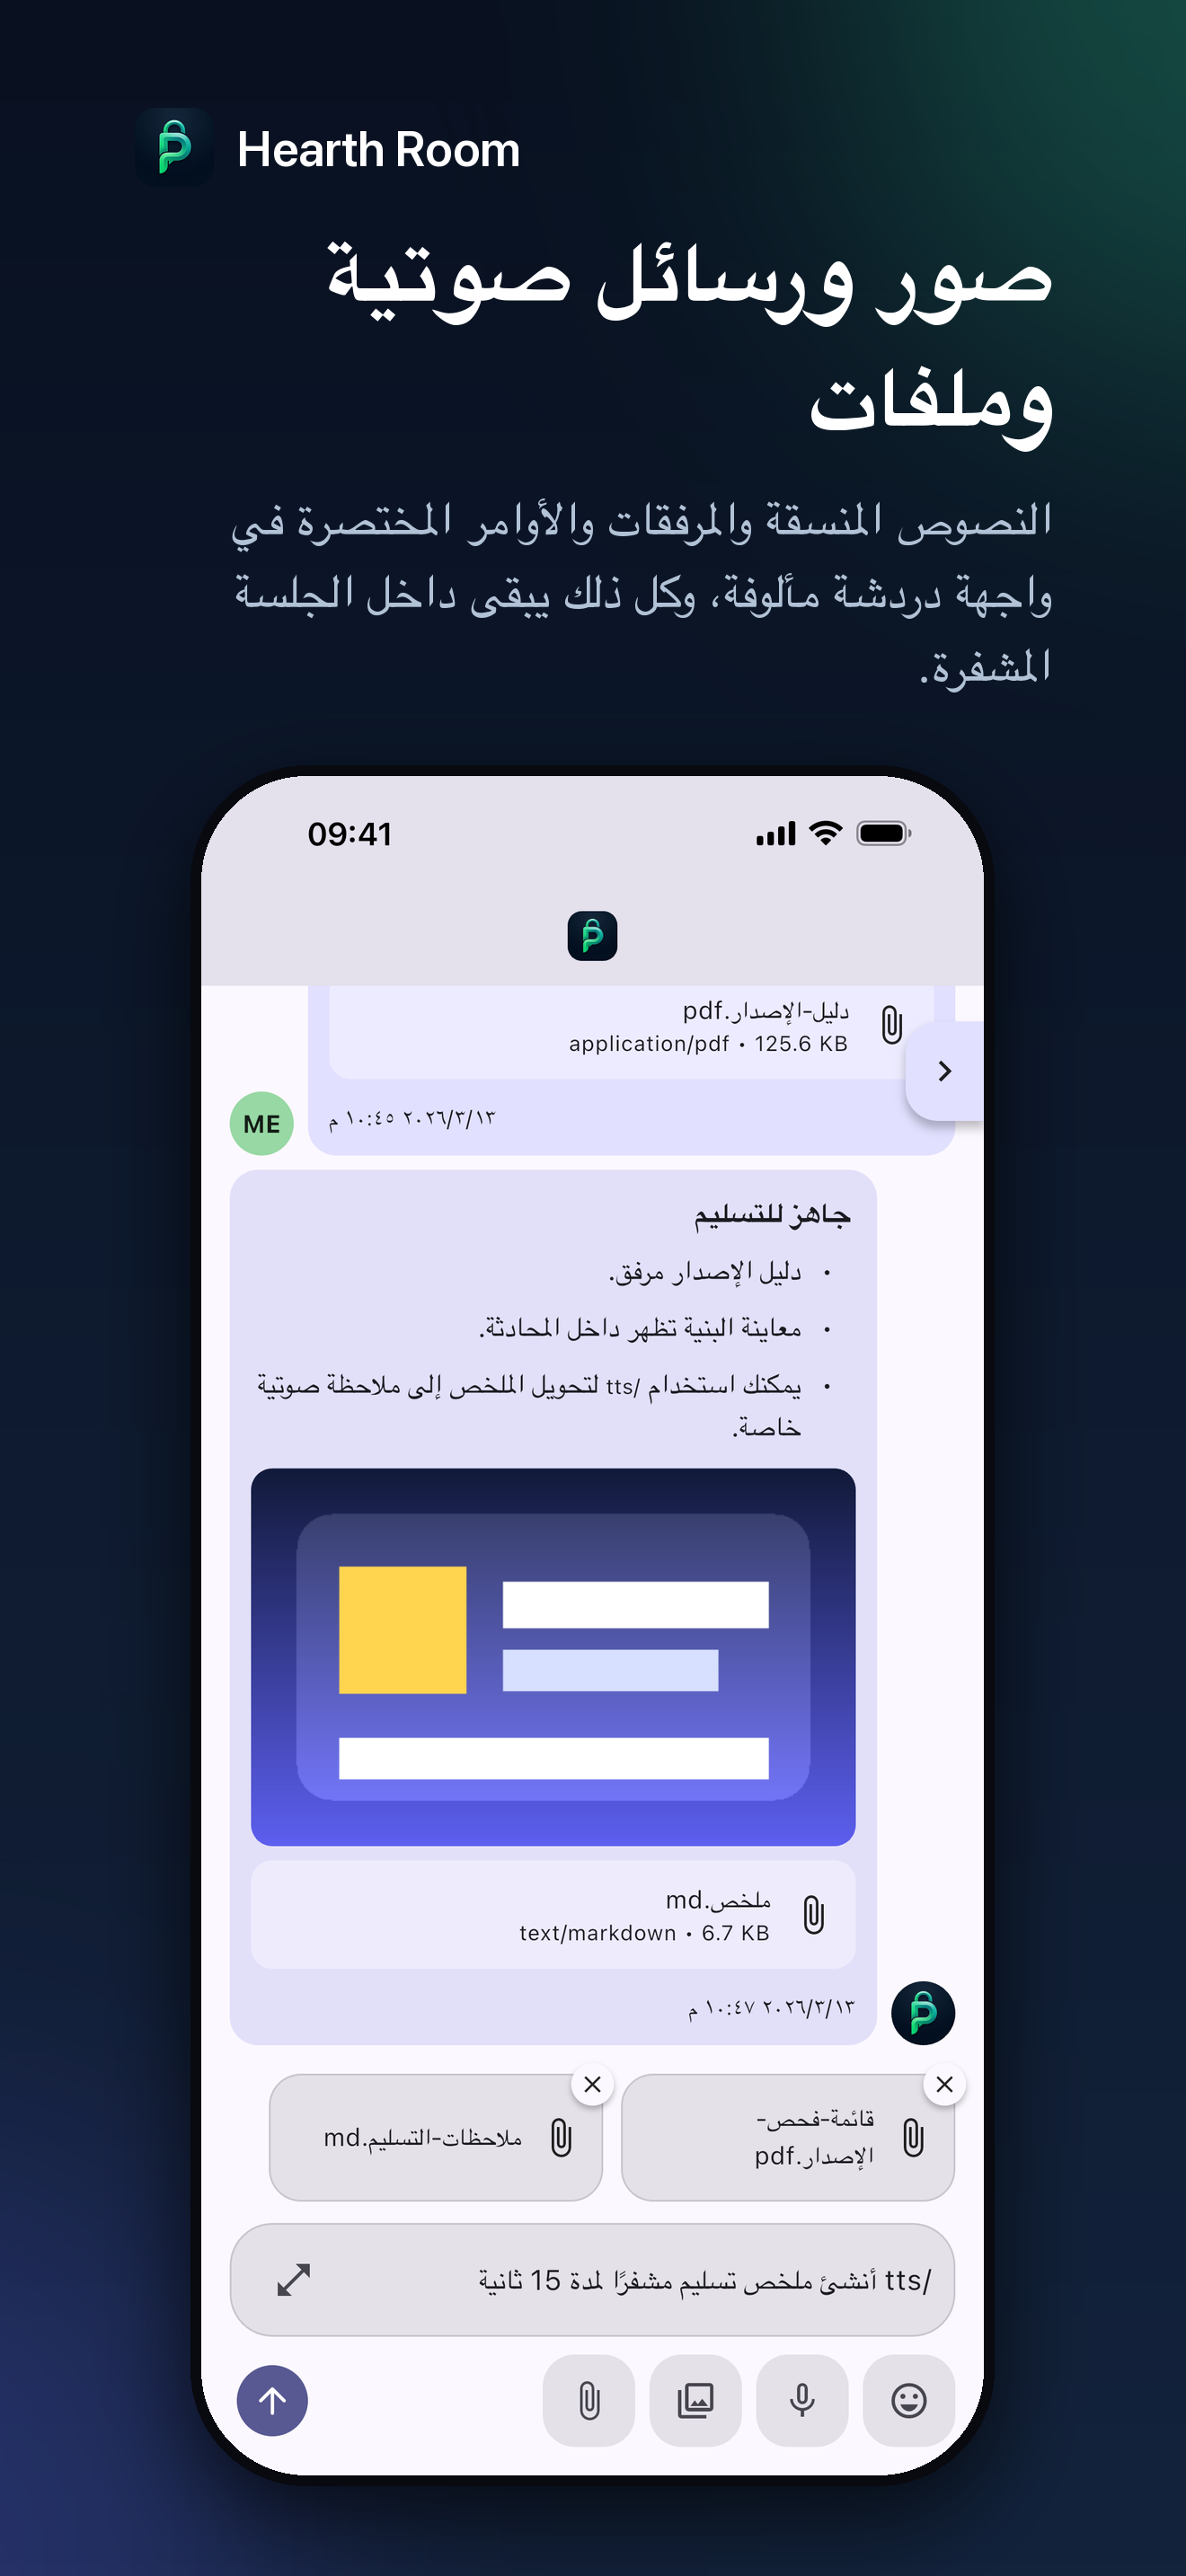 Hearth Room
صور ورسائل صوتية
وملفات
النصوص المنسقة والمرفقات والأوامر المختصرة في
واجهة دردشة مألوفة، وكل ذلك يبقى داخل الجلسة
المشفرة.
09:41
دليل-الإصدار.pdf
application/pdf • 125.6 KB
ME
٢٠٢٦/٣/١٣ ١٠:٤٥ م
جاهز للتسليم
• دليل الإصدار مرفق.
• معاينة البنية تظهر داخل المحادثة.
• يمكنك استخدام /tts لتحويل الملخص إلى ملاحظة صوتية
خاصة.
ملخص.md
text/markdown • 6.7 KB
٢٠٢٦/٣/١٣ ١٠:٤٧ م
قائمة-فحص-
الإصدار.pdf
ملاحظات-التسليم.md
/tts أنشئ ملخص تسليم مشفرًا لمدة 15 ثانية